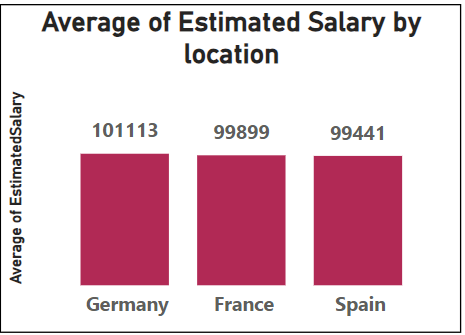 Average of Estimated Salary by
location
Average of EstimatedSalary
101113
99899
99441
Germany
France
Spain